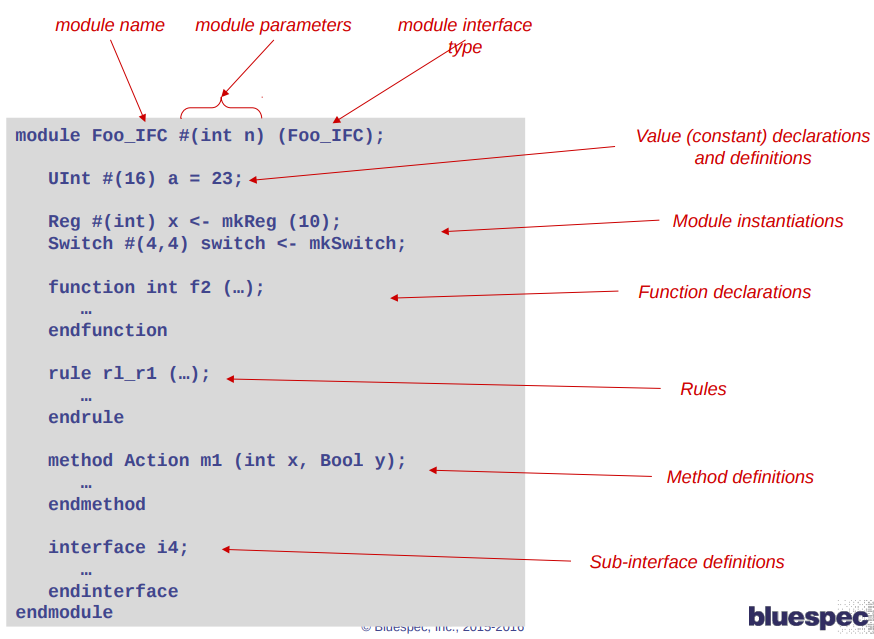 module name
module parameters
module interface
type
module Foo_IFC #(int n) (Foo_IFC);
Value (constant) declarations
and definitions
UInt #(16) a = 23;
Reg #(int) x <- mkReg (10);
Module instantiations
Switch #(4,4) switch <- mkSwitch;
function int f2 (…);
Function declarations
…
endfunction
rule rl_r1 (…);
Rules
…
endrule
method Action m1 (int x, Bool y);
Method definitions
…
endmethod
interface i4;
Sub-interface definitions
…
endinterface
endmodule
© Bluespec, Inc., 2015-2016
bluespec